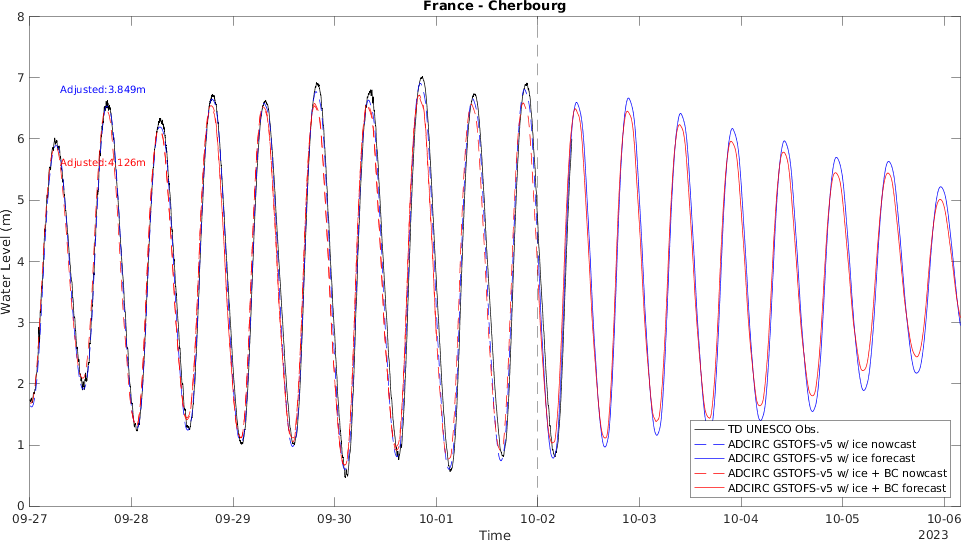 France - Cherbourg
8
7
6
5
4
3
2
1
0
Water Level (m)
Adjusted:3.849m
Adjusted:4.126m
TD UNESCO Obs.
ADCIRC GSTOFS-v5 w/ ice nowcast
ADCIRC GSTOFS-v5 w/ ice forecast
ADCIRC GSTOFS-v5 w/ ice + BC nowcast
ADCIRC GSTOFS-v5 w/ ice + BC forecast
09-27 09-28 09-29 09-30 10-01 10-02 10-03 10-04 10-05 10-06
Time
2023